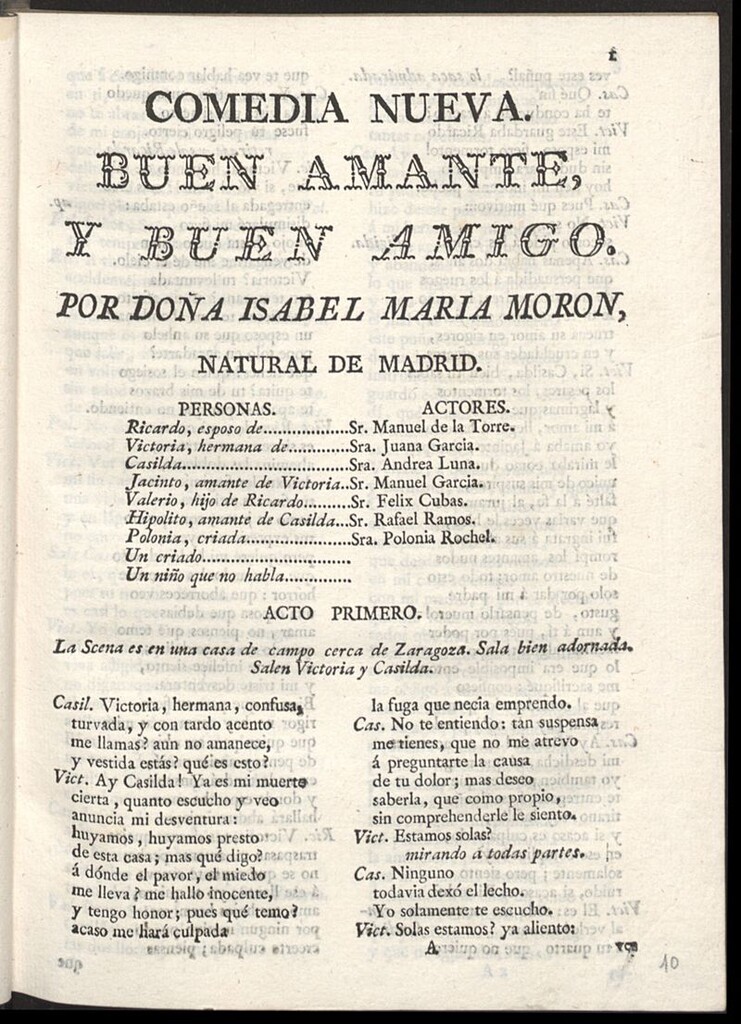 1
COMEDIA NUEVA.
BUEN AMANTE,
Y BUEN AMIGO.
POR DOÑA ISABEL MARIA MORON,
NATURAL DE MADRID.
PERSONAS. ACTORES.
Ricardo, esposo de.................Sr. Manuel de la Torre.
Victoria, hermana de............Sra. Juana Garcia.
Casilda.................................Sra. Andrea Luna.
Jacinto, amante de Victoria..Sr. Manuel Garcia.
Valerio, hijo de Ricardo.........Sr. Felix Cubas.
Hipolito, amante de Casilda...Sr. Rafael Ramos.
Polonia, criada.....................Sra. Polonia Rochel.
Un criado..............................
Un niño que no habla.............
ACTO PRIMERO.
La Scena es en una casa de campo cerca de Zaragoza. Sala bien adornada.
Salen Victoria y Casilda.
Casil. Victoria, hermana, confusa,
turvada, y con tardo acento
me llamas? aun no amanece,
y vestida estás? qué es esto?
Vict. Ay Casilda! Ya es mi muerte
cierta, quanto escucho y veo
anuncia mi desventura:
huyamos, huyamos presto
de esta casa; mas qué digo?
á dónde el pavor, el miedo
me lleva? me hallo inocente,
y tengo honor; pues qué temo?
acaso me hará culpada
la fuga que necia emprendo.
Cas. No te entiendo: tan suspensa
me tienes, que no me atrevo
á preguntarte la causa
de tu dolor; mas deseo
saberla, que como propio,
sin comprehenderle le siento.
Vict. Estamos solas?
mirando á todas partes.
Cas. Ninguno
todavia dexó el lecho.
Yo solamente te escucho.
Vict. Solas estamos? ya aliento:
A ves
10